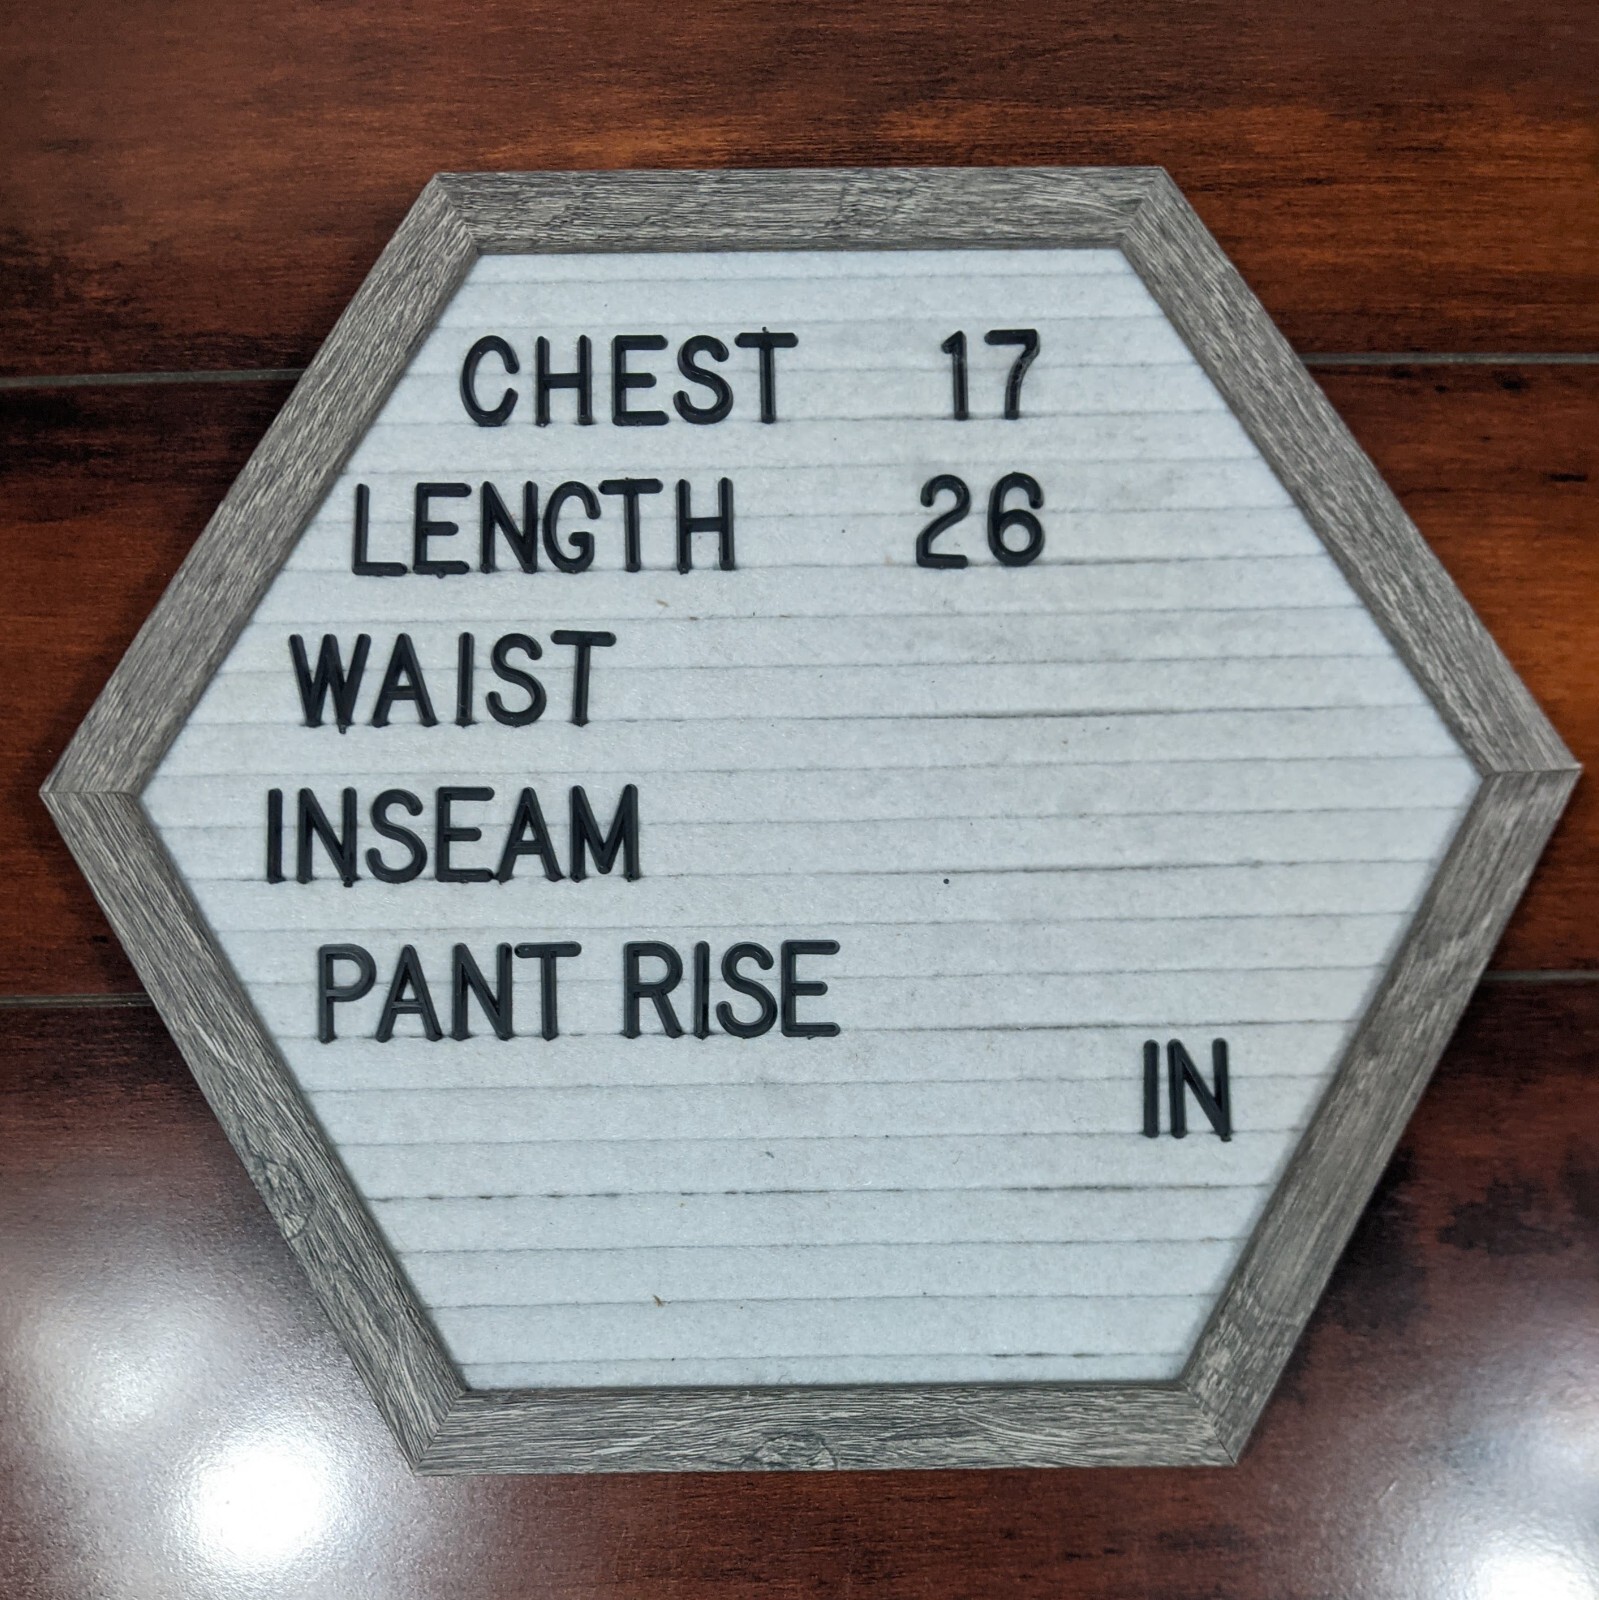 CHEST 17
LENGTH 26
WAIST
INSEAM
PANT RISE
IN